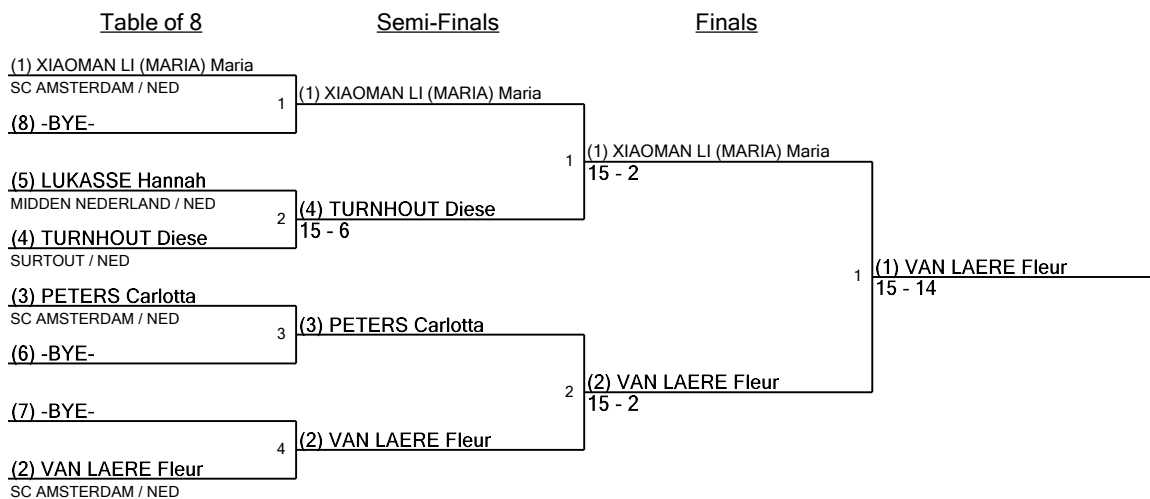 Table of 8
Semi-Finals
Finals
(1) XIAOMAN LI (MARIA) Maria
SC AMSTERDAM / NED
1
(8) -BYE-
(5) LUKASSE Hannah
MIDDEN NEDERLAND / NED
2
(4) TURNHOUT Diese
SURTOUT / NED
(3) PETERS Carlotta
SC AMSTERDAM / NED
3
(6) -BYE-
(7) -BYE-
4
(2) VAN LAERE Fleur
SC AMSTERDAM / NED
(1) XIAOMAN LI (MARIA) Maria
1
(4) TURNHOUT Diese
15 - 6
(3) PETERS Carlotta
2
(2) VAN LAERE Fleur
(1) XIAOMAN LI (MARIA) Maria
15 - 2
1
(2) VAN LAERE Fleur
15 - 2
(1) VAN LAERE Fleur
15 - 14